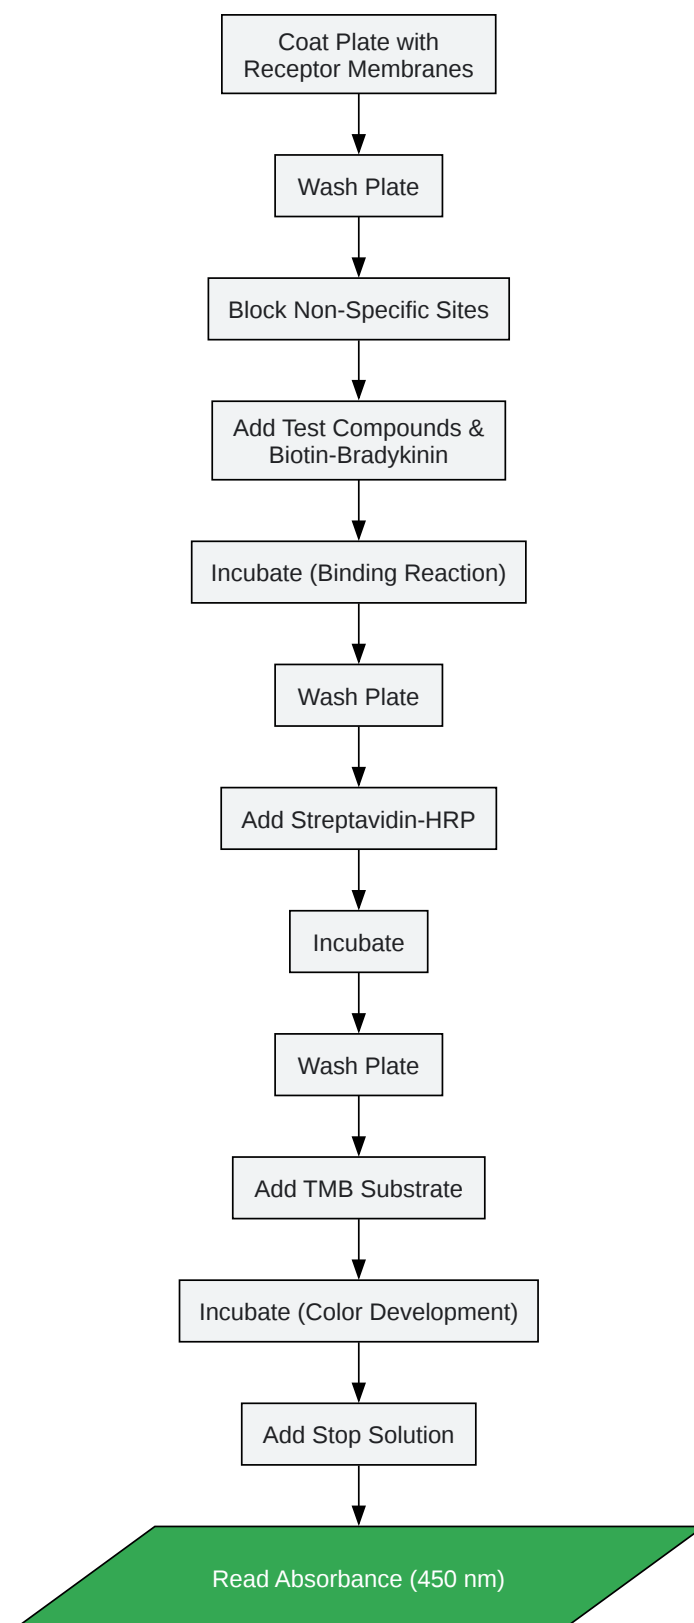 Coat Plate with
Receptor Membranes
Wash Plate
Block Non-Specific Sites
Add Test Compounds &
Biotin-Bradykinin
Incubate (Binding Reaction)
Wash Plate
Add Streptavidin-HRP
Incubate
Wash Plate
Add TMB Substrate
Incubate (Color Development)
Add Stop Solution
Read Absorbance (450 nm)